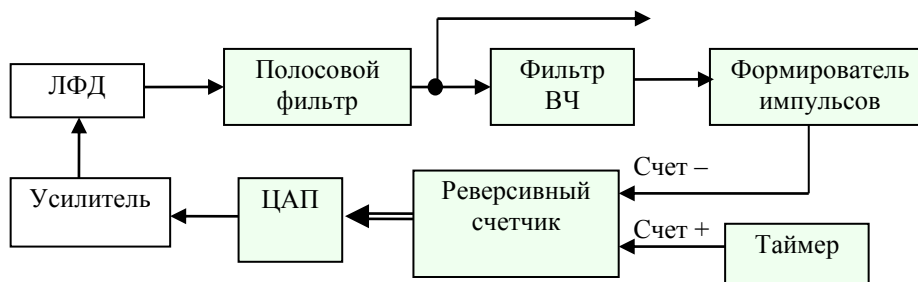 ЛФД
Полосовой
фильтр
Фильтр
ВЧ
Формирователь
импульсов
Усилитель
ЦАП
Реверсивный
счетчик
Счет –
Счет +
Таймер